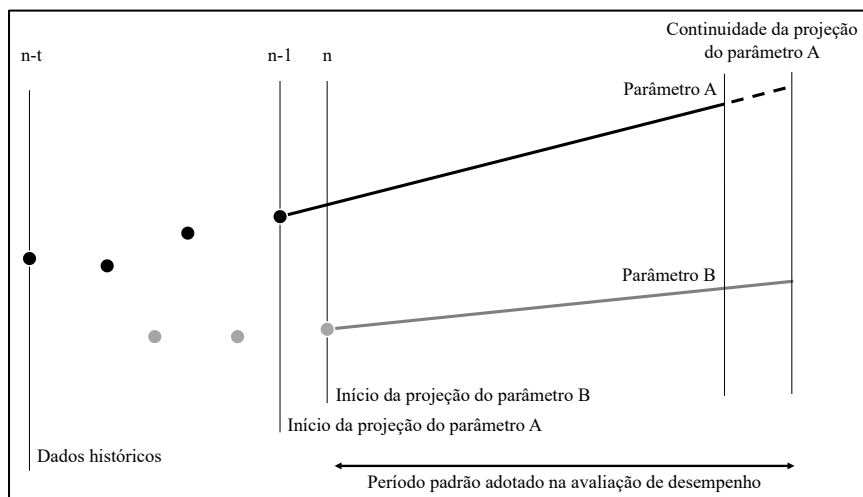 Continuidade da projeção
do parâmetro A
n-t
n-1
n
Parâmetro A
Parâmetro B
Início da projeção do parâmetro B
Início da projeção do parâmetro A
Dados históricos
Período padrão adotado na avaliação de desempenho